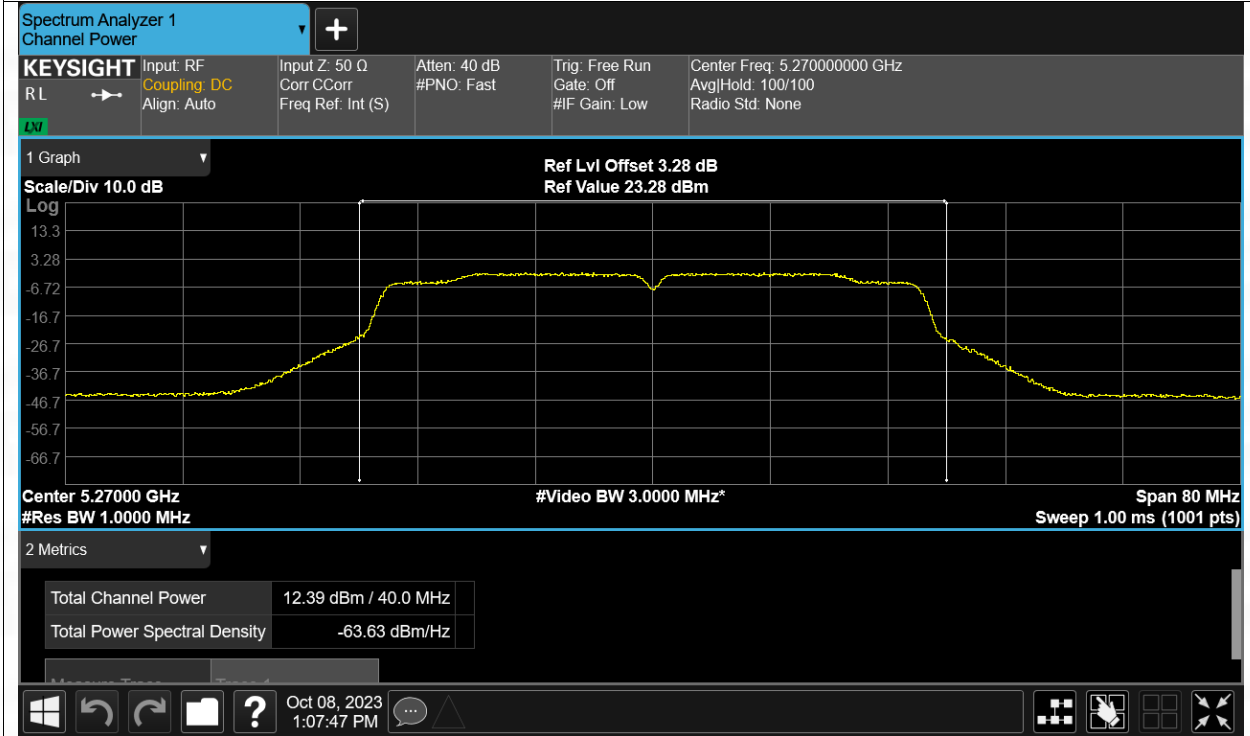 Spectrum Analyzer 1
Channel Power
KEYSIGHT
R L
LXI
Input: RF
Coupling: DC
Align: Auto
Input Z: 50 Ω
Corr CCorr
Freq Ref: Int (S)
Atten: 40 dB
#PNO: Fast
Trig: Free Run
Gate: Off
#IF Gain: Low
Center Freq: 5.270000000 GHz
Avg|Hold: 100/100
Radio Std: None
1 Graph
Scale/Div 10.0 dB
Ref Lvl Offset 3.28 dB
Ref Value 23.28 dBm
Log
13.3
3.28
-6.72
-16.7
-26.7
-36.7
-46.7
-56.7
-66.7
Center 5.27000 GHz
#Res BW 1.0000 MHz
#Video BW 3.0000 MHz*
Span 80 MHz
Sweep 1.00 ms (1001 pts)
2 Metrics
Total Channel Power 12.39 dBm / 40.0 MHz
Total Power Spectral Density -63.63 dBm/Hz
Oct 08, 2023
1:07:47 PM